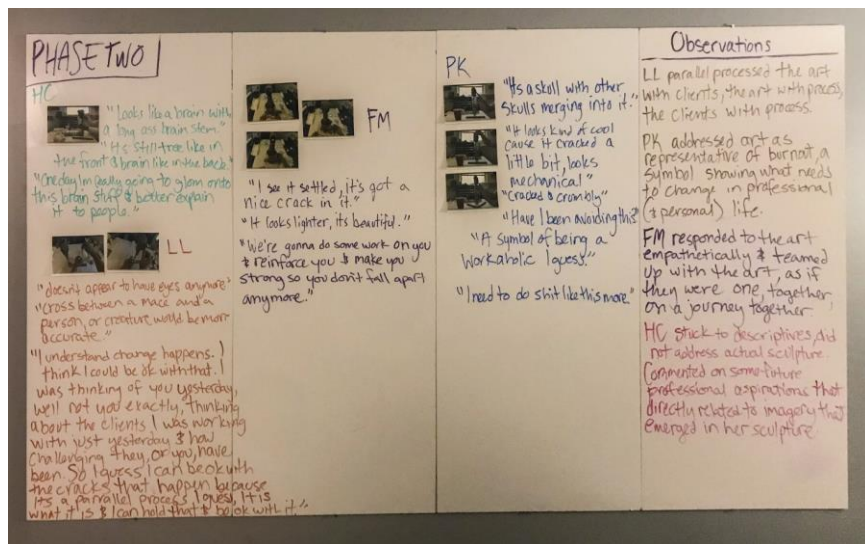 PHASE TWO
HC
"Looks like a brain with
a long ass brain stem."
"It's still tree like in
the front & brain like in the back."
"One day I'm really going to glom onto
this brain stuff & better explain
it to people."
LL
"doesn't appear to have eyes anymore"
"cross between a mace and a
person, or creature would be more
accurate."
"I understand change happens. I
think I could be ok with that. I
was thinking of you yesterday,
well not you exactly, thinking
about the clients I was working
with just yesterday & how
challenging they, or you, have
been. So I guess I can be ok with
the cracks that happen because
its a parrallel process I guess, It is
what it is & I can hold that & be ok with it."
FM
"I see it settled, it's got a
nice crack in it."
"It looks lighter, its beautiful."
"We're gonna do some work on you
& reinforce you & make you
strong so you don't fall apart
anymore."
PK
"Its a skull with other
skulls merging into it."
"It looks kind of cool
cause it cracked a
little bit, looks
mechanical"
"Cracked & crombly"
"Have I been avoiding this?"
"A symbol of being a
workaholic I guess."
"I need to do shit like this more"
Observations
LL parallel processed the art
with clients, the art with process,
the clients with process.
PK addressed art as
representative of burnout, a
symbol showing what needs
to change in professional
(& personal) life.
FM responded to the art
empathetically & teamed
up with the art, as if
they were one, together
on a journey together
HC stuck to descriptives, did
not address actual sculpture.
Commented on some future
professional aspirations that
directly related to imagery that
emerged in her sculpture